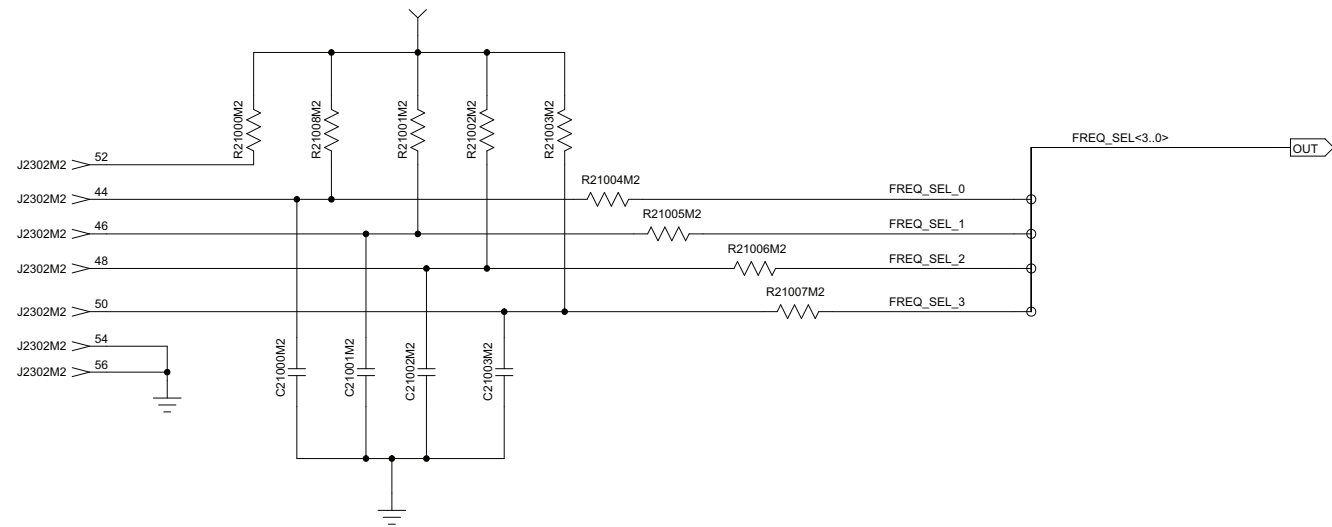 R21000M2
R21008M2
R21001M2
R21002M2
R21003M2
FREQ_SEL<3..0>
OUT
J2302M2 52
J2302M2 44
R21004M2
FREQ_SEL_0
J2302M2 46
R21005M2
FREQ_SEL_1
J2302M2 48
R21006M2
FREQ_SEL_2
J2302M2 50
R21007M2
FREQ_SEL_3
J2302M2 54
J2302M2 56
C21000M2
C21001M2
C21002M2
C21003M2